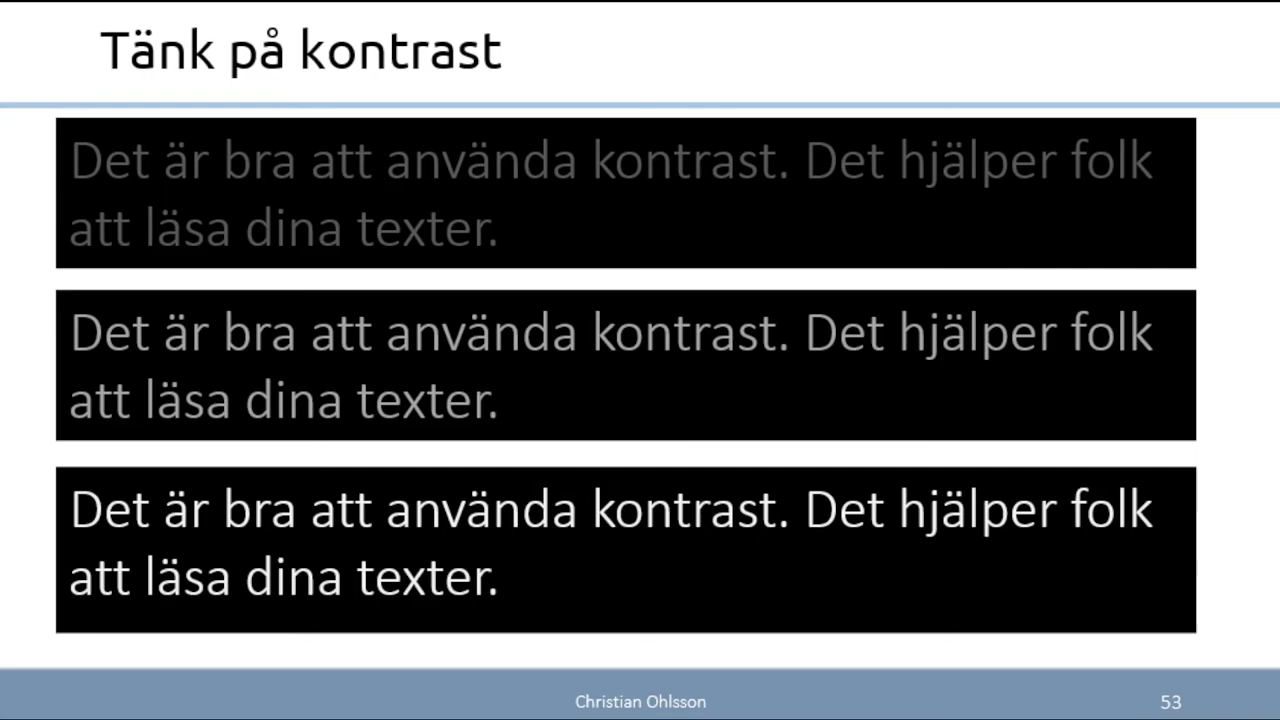 Tänk på kontrast
Det är bra att använda kontrast. Det hjälper folk
att läsa dina texter.
Det är bra att använda kontrast. Det hjälper folk
att läsa dina texter.
Det är bra att använda kontrast. Det hjälper folk
att läsa dina texter.
Christian Ohlsson
53